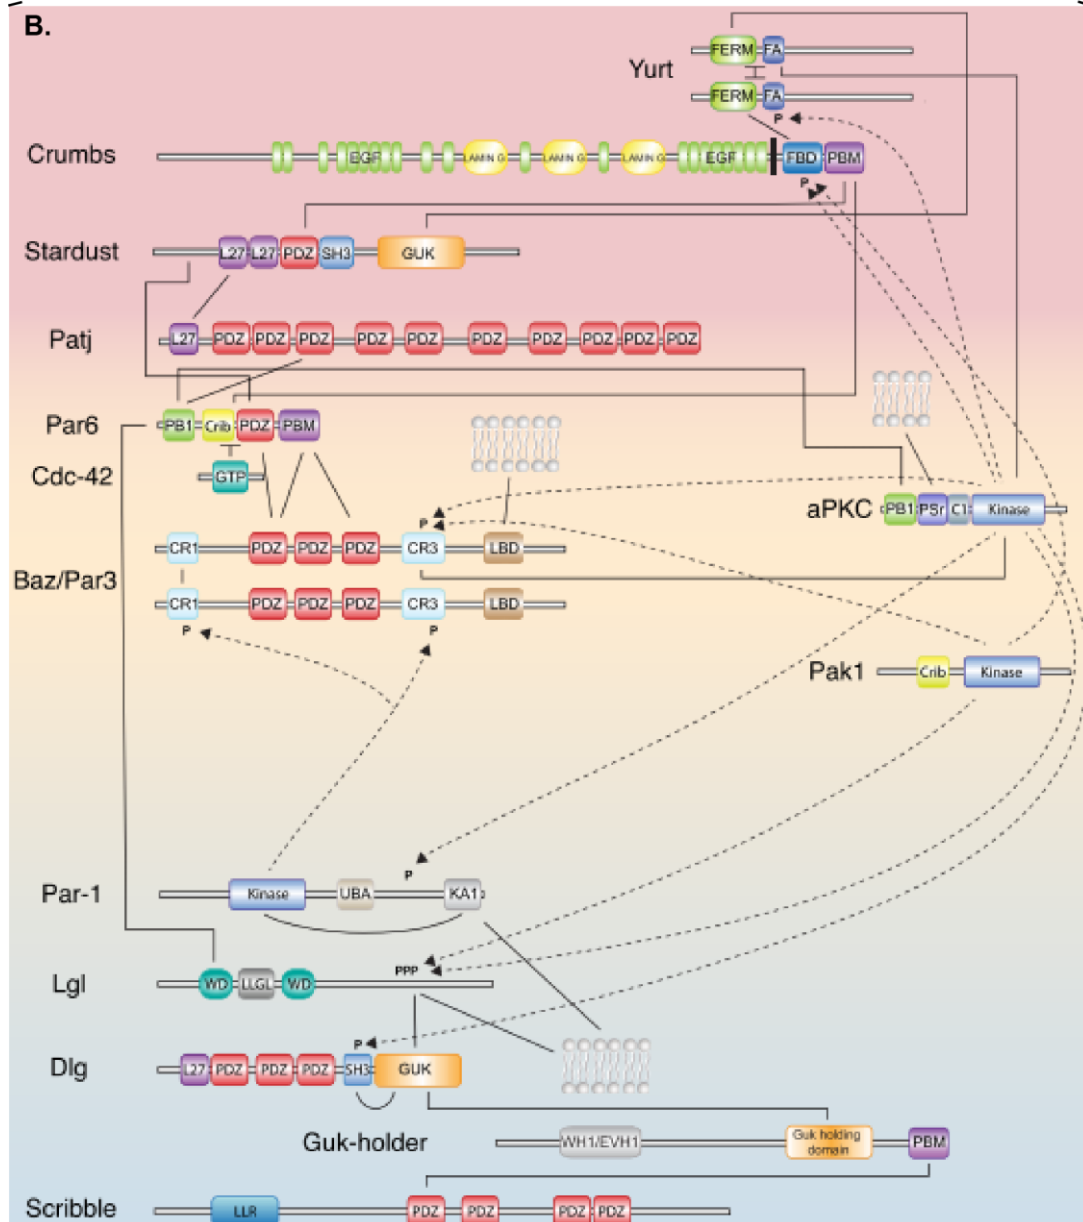 B.
FERM FA
Yurt
FERM FA
P
Crumbs EGF LAMIN G LAMIN G LAMIN G EGF FBD PBM
P
Stardust L27 L27 PDZ SH3 GUK
Patj L27 PDZ PDZ PDZ PDZ PDZ PDZ PDZ PDZ PDZ PDZ
Par6 PB1 Crib PDZ PBM
Cdc-42 GTP
aPKC PB1 PSr C1 Kinase
P
CR1 PDZ PDZ PDZ CR3 LBD
Baz/Par3
CR1 PDZ PDZ PDZ CR3 LBD
P P
Pak1 Crib Kinase
P
Par-1 Kinase UBA KA1
PPP
Lgl WD LLGL WD
P
Dlg L27 PDZ PDZ PDZ SH3 GUK
Guk-holder WH1/EVH1 Guk holding domain PBM
Scribble LLR PDZ PDZ PDZ PDZ